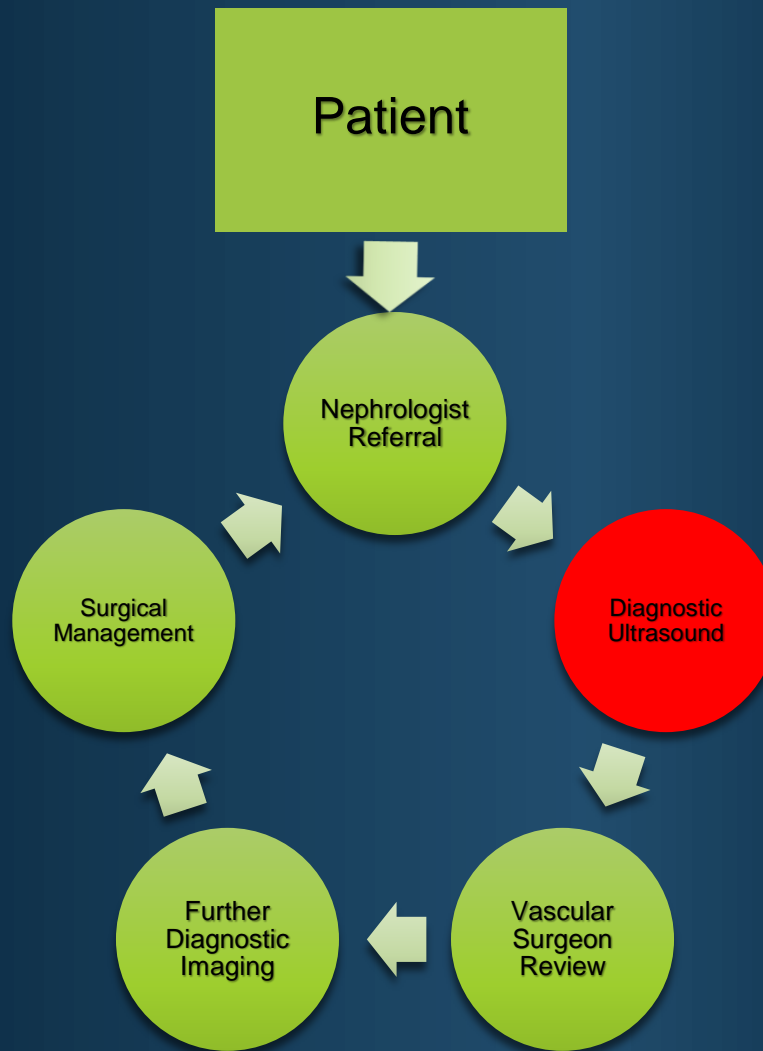 Patient
Nephrologist
Referral
Diagnostic
Ultrasound
Vascular
Surgeon
Review
Further
Diagnostic
Imaging
Surgical
Management